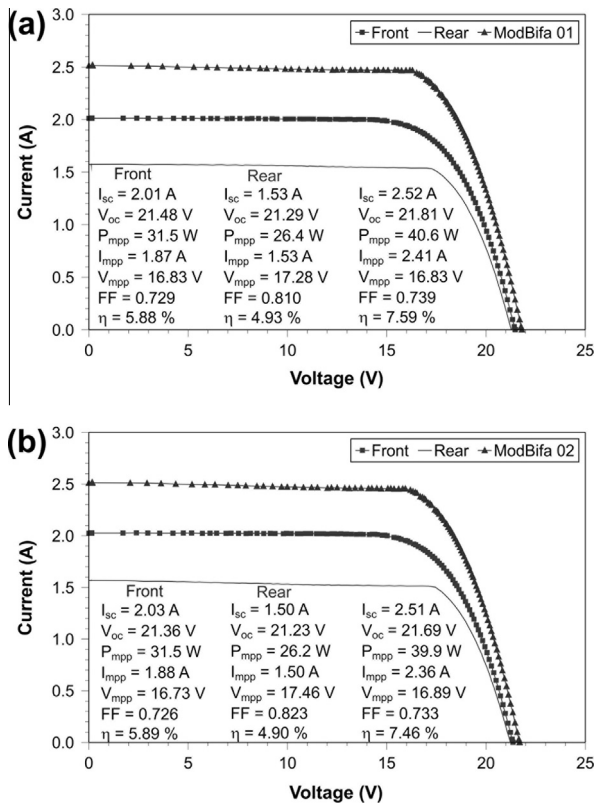 (a)
Front Rear ModBifa 01
3.0
2.5
2.0
1.5
1.0
0.5
0.0
Current (A)
Front Rear
Isc = 2.01 A Isc = 1.53 A Isc = 2.52 A
Voc = 21.48 V Voc = 21.29 V Voc = 21.81 V
Pmpp = 31.5 W Pmpp = 26.4 W Pmpp = 40.6 W
Impp = 1.87 A Impp = 1.53 A Impp = 2.41 A
Vmpp = 16.83 V Vmpp = 17.28 V Vmpp = 16.83 V
FF = 0.729 FF = 0.810 FF = 0.739
η = 5.88 % η = 4.93 % η = 7.59 %
0 5 10 15 20 25
Voltage (V)
(b)
Front Rear ModBifa 02
3.0
2.5
2.0
1.5
1.0
0.5
0.0
Current (A)
Front Rear
Isc = 2.03 A Isc = 1.50 A Isc = 2.51 A
Voc = 21.36 V Voc = 21.23 V Voc = 21.69 V
Pmpp = 31.5 W Pmpp = 26.2 W Pmpp = 39.9 W
Impp = 1.88 A Impp = 1.50 A Impp = 2.36 A
Vmpp = 16.73 V Vmpp = 17.46 V Vmpp = 16.89 V
FF = 0.726 FF = 0.823 FF = 0.733
η = 5.89 % η = 4.90 % η = 7.46 %
0 5 10 15 20 25
Voltage (V)